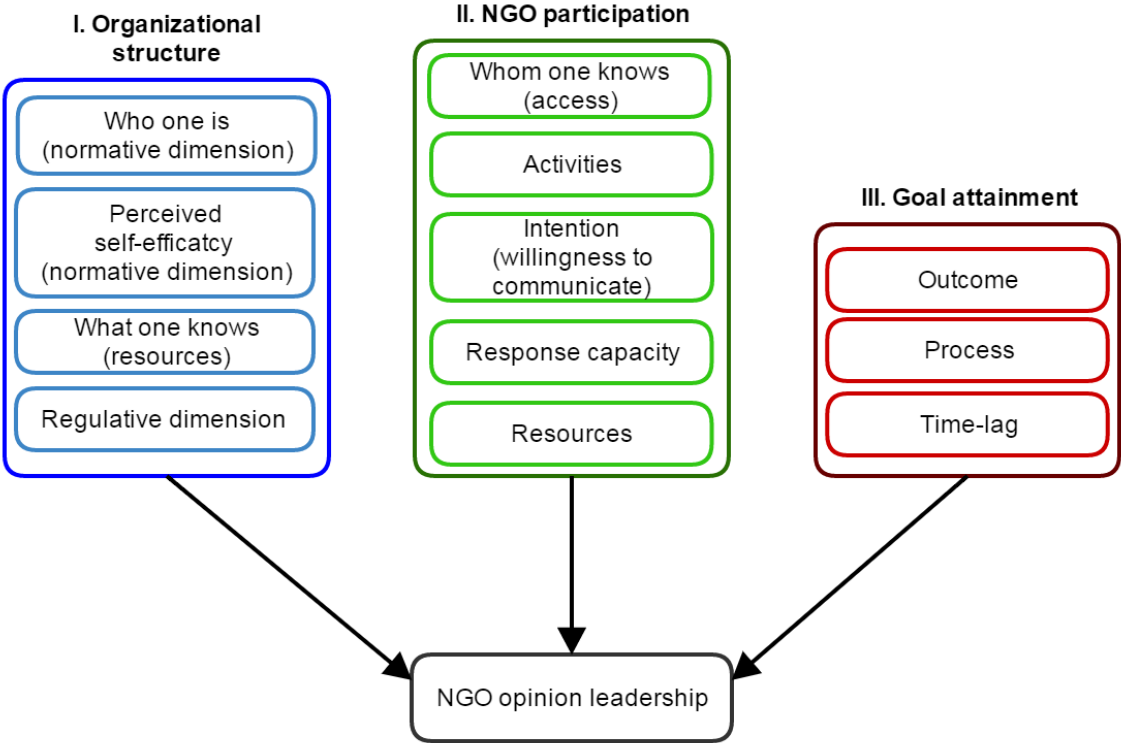 I. Organizational
structure
Who one is
(normative dimension)
Perceived
self-efficatcy
(normative dimension)
What one knows
(resources)
Regulative dimension
II. NGO participation
Whom one knows
(access)
Activities
Intention
(willingness to
communicate)
Response capacity
Resources
III. Goal attainment
Outcome
Process
Time-lag
NGO opinion leadership